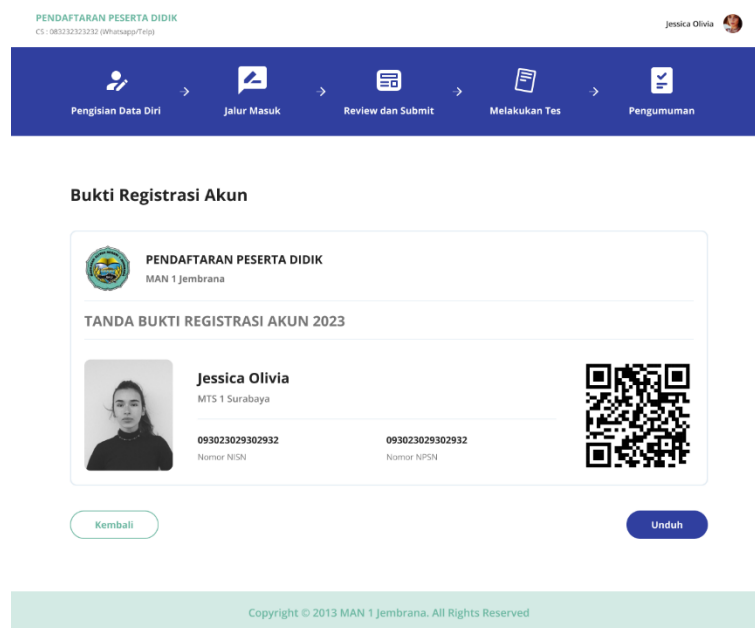 PENDAFTARAN PESERTA DIDIK
CS : 083232323232 (Whatsapp/Telp)
Jessica Olivia
Pengisian Data Diri
Jalur Masuk
Review dan Submit
Melakukan Tes
Pengumuman
Bukti Registrasi Akun
PENDAFTARAN PESERTA DIDIK
MAN 1 Jembrana
TANDA BUKTI REGISTRASI AKUN 2023
Jessica Olivia
MTS 1 Surabaya
093023029302932
093023029302932
Nomor NISN
Nomor NPSN
Kembali
Unduh
Copyright © 2013 MAN 1 Jembrana. All Rights Reserved